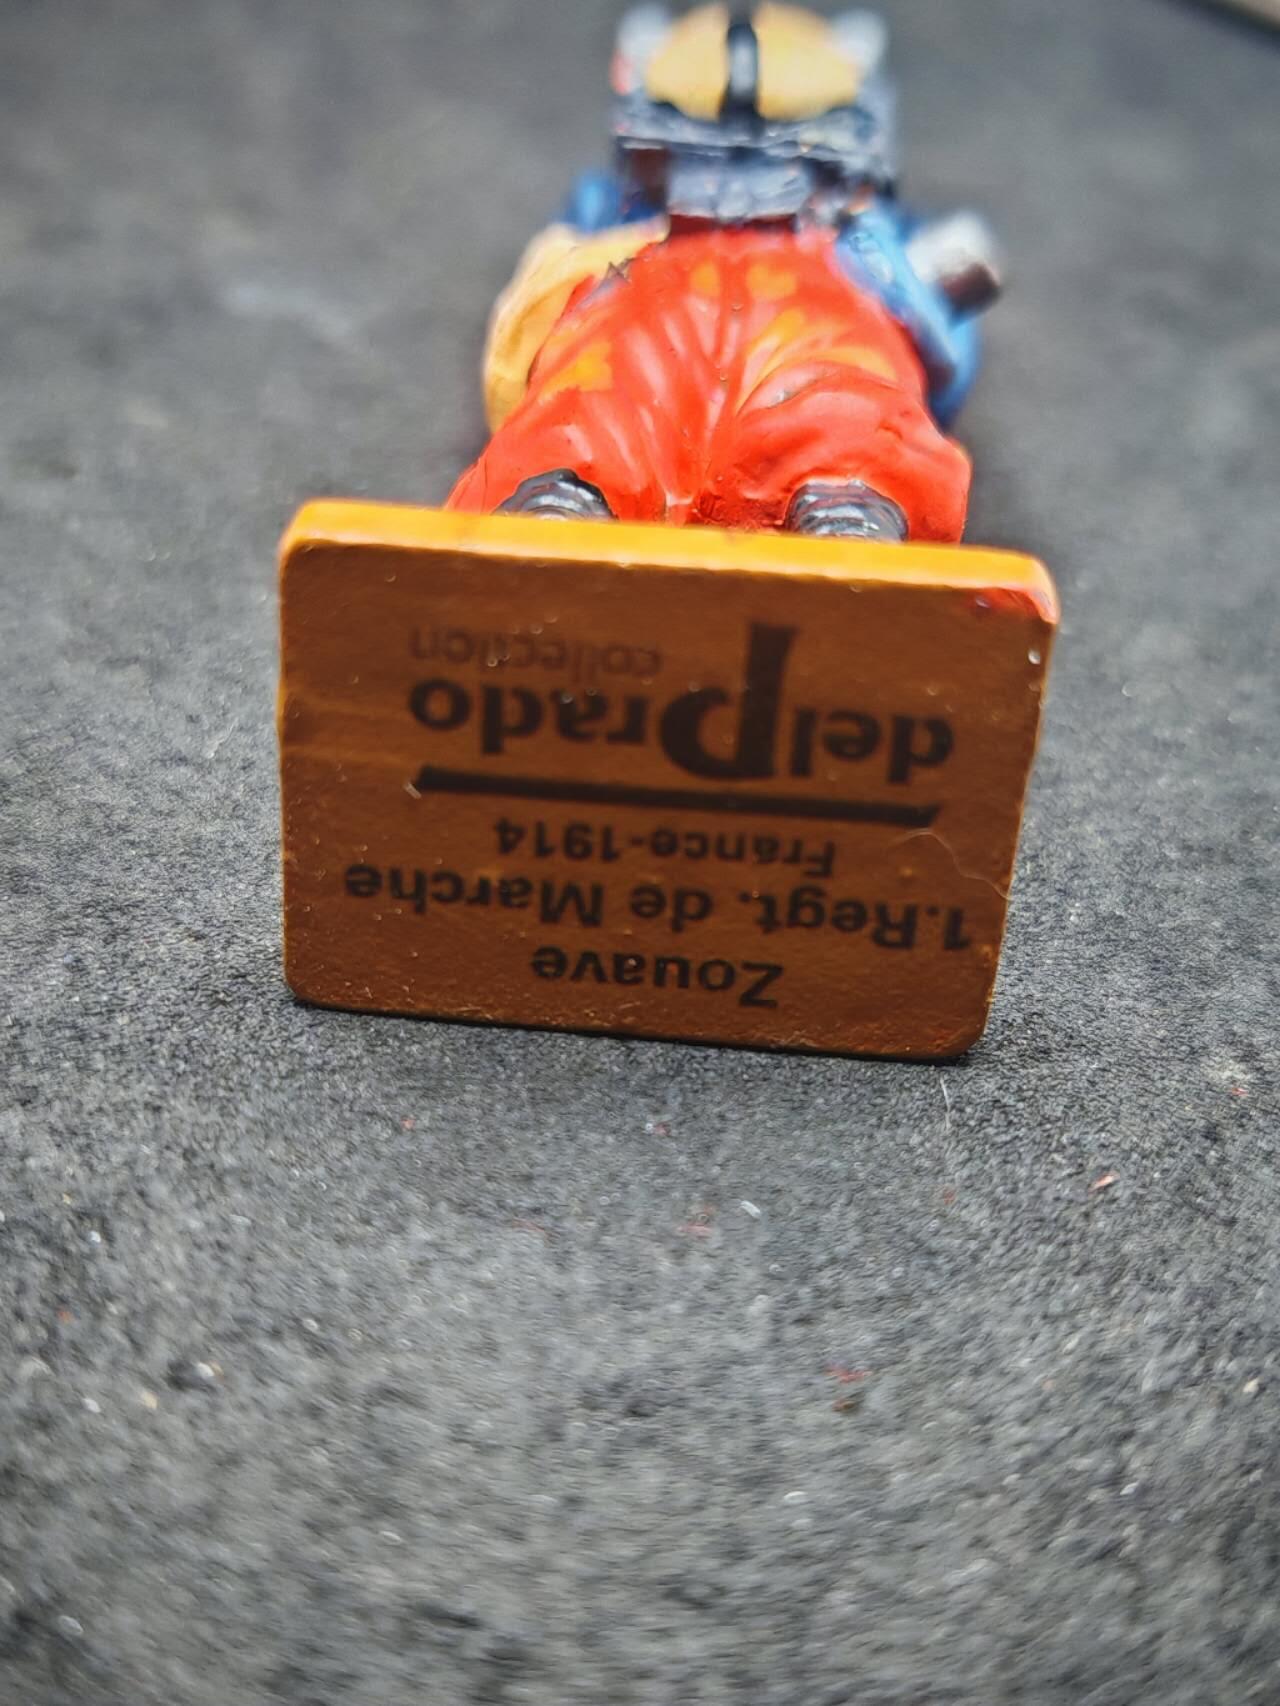 Zouave
1.Regt. de Marche
France-1914
delPrado
collection